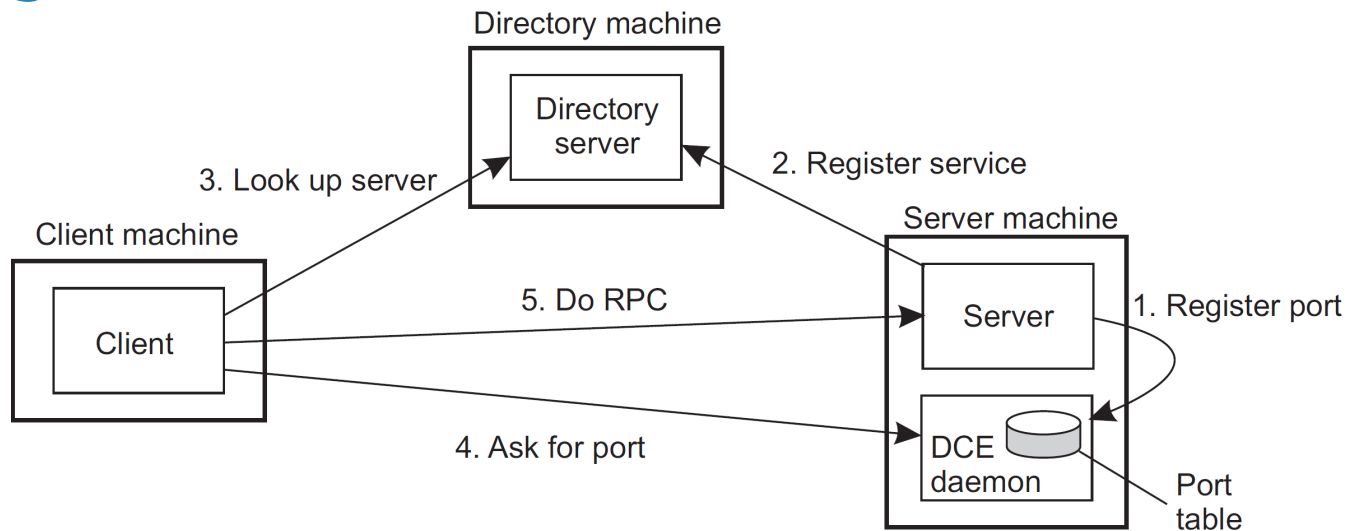 Directory machine
Directory
server
3. Look up server
2. Register service
Client machine
Server machine
5. Do RPC
1. Register port
Client
Server
4. Ask for port
DCE
daemon
Port
table